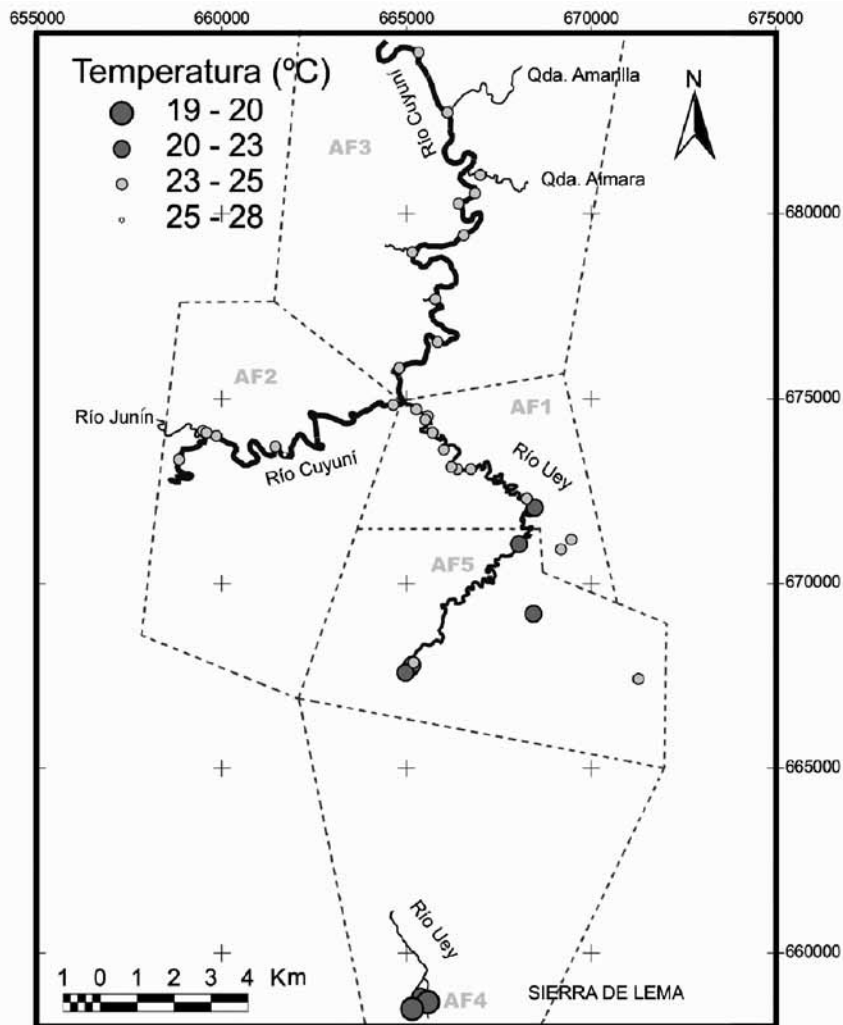 655000 660000 665000 670000 675000
Temperatura (ºC)
19 - 20
20 - 23
23 - 25
25 - 28
Río Cuyuní
Qda. Amarilla
N
AF3
Qda. Aimara
680000
AF2
675000
AF1
Río Junín
Río Cuyuní
Río Uey
AF5
670000
665000
Río Uey
660000
1 0 1 2 3 4 Km
AF4
SIERRA DE LEMA